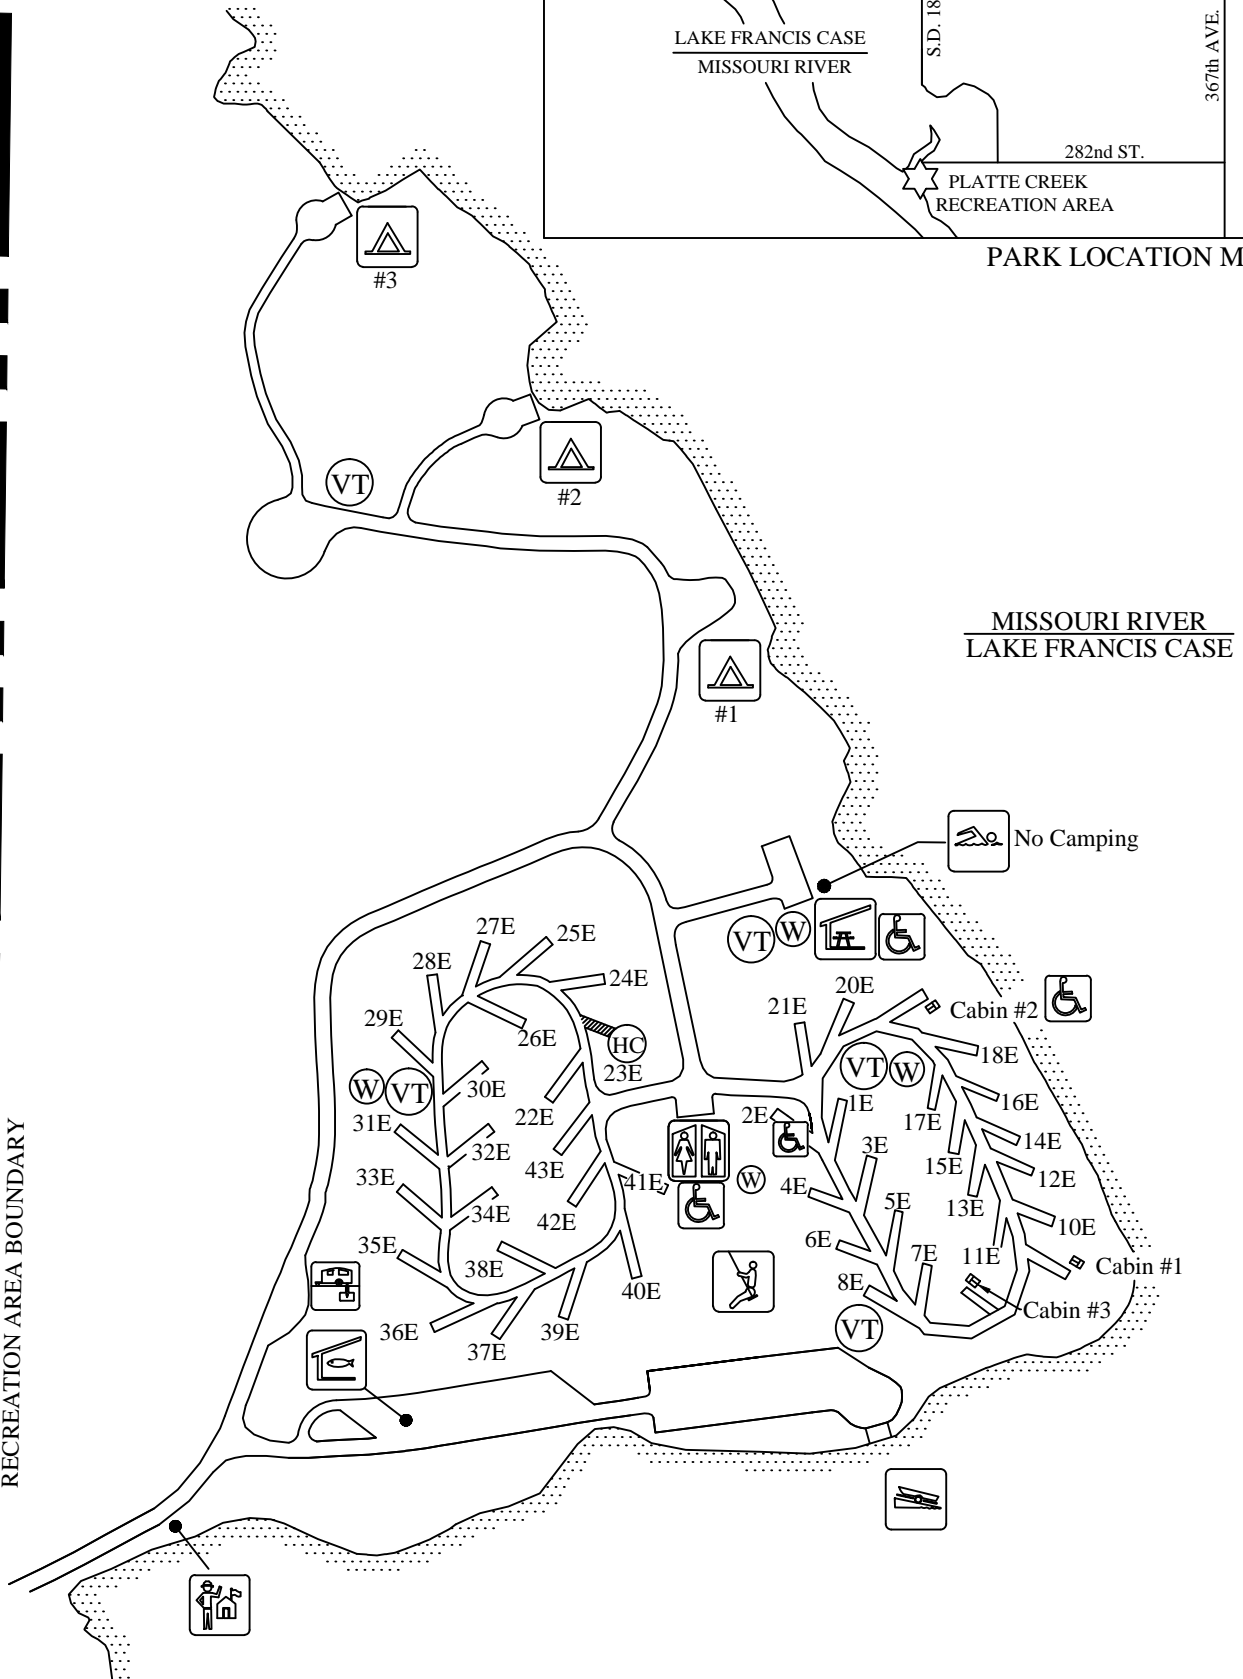 LAKE FRANCIS CASE
MISSOURI RIVER
S.D. 18
367th AVE.
282nd ST.
PLATTE CREEK
RECREATION AREA
PARK LOCATION M
#3
#2
VT
MISSOURI RIVER
LAKE FRANCIS CASE
#1
No Camping
27E
25E
28E
24E
VT
W
29E
26E
HC
23E
21E
20E
Cabin #2
18E
W
VT
30E
22E
VT
W
31E
32E
43E
2E
1E
17E
16E
3E
15E
14E
33E
34E
42E
41E
W
4E
5E
13E
12E
35E
38E
40E
6E
7E
11E
10E
8E
Cabin #1
Cabin #3
36E
37E
39E
VT
RECREATION AREA BOUNDARY